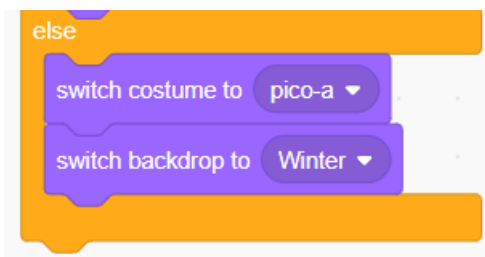 else
switch costume to pico-a
switch backdrop to Winter